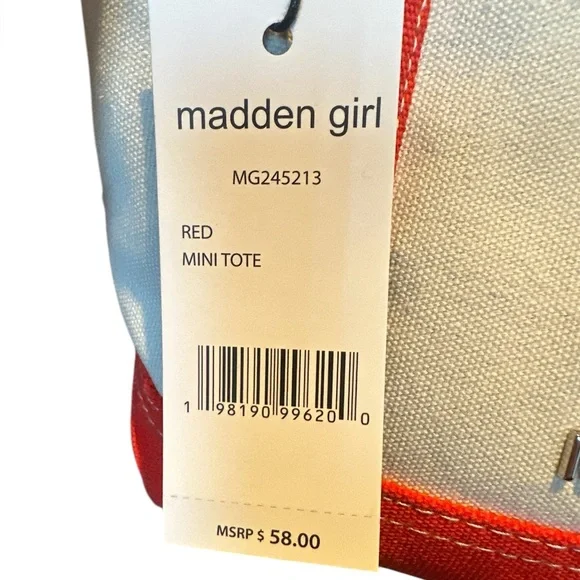 madden girl
MG245213
RED
MINI TOTE
1 98190 99620 0
MSRP $ 58.00